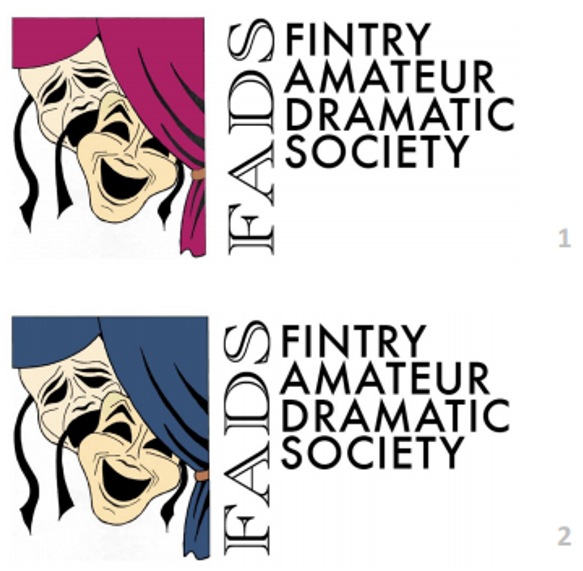 FADS
FINTRY
AMATEUR
DRAMATIC
SOCIETY
1
FADS
FINTRY
AMATEUR
DRAMATIC
SOCIETY
2